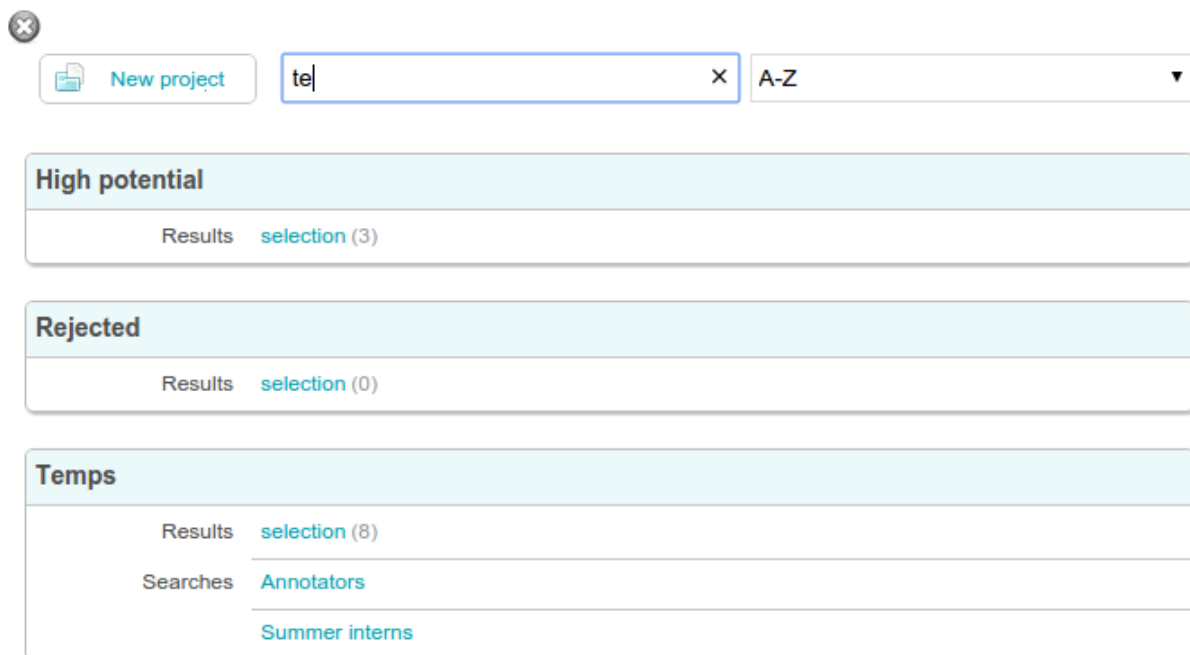 New project te × A-Z
High potential
Results selection (3)
Rejected
Results selection (0)
Temps
Results selection (8)
Searches Annotators
Summer interns